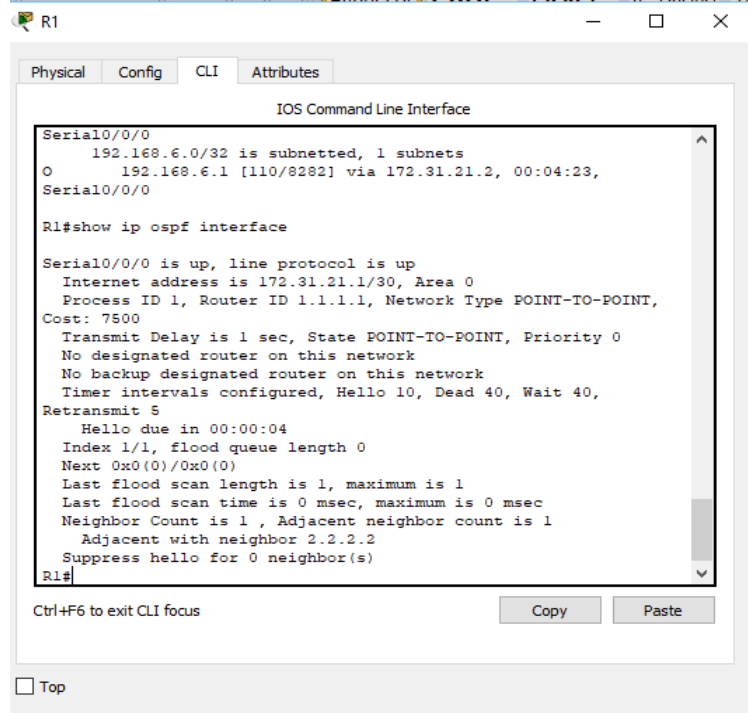 R1
Physical Config CLI Attributes
IOS Command Line Interface
Serial0/0/0
192.168.6.0/32 is subnetted, 1 subnets
O 192.168.6.1 [110/8282] via 172.31.21.2, 00:04:23,
Serial0/0/0
R1#show ip ospf interface
Serial0/0/0 is up, line protocol is up
Internet address is 172.31.21.1/30, Area 0
Process ID 1, Router ID 1.1.1.1, Network Type POINT-TO-POINT,
Cost: 7500
Transmit Delay is 1 sec, State POINT-TO-POINT, Priority 0
No designated router on this network
No backup designated router on this network
Timer intervals configured, Hello 10, Dead 40, Wait 40,
Retransmit 5
Hello due in 00:00:04
Index 1/1, flood queue length 0
Next 0x0(0)/0x0(0)
Last flood scan length is 1, maximum is 1
Last flood scan time is 0 msec, maximum is 0 msec
Neighbor Count is 1 , Adjacent neighbor count is 1
Adjacent with neighbor 2.2.2.2
Suppress hello for 0 neighbor(s)
R1#
Ctrl+F6 to exit CLI focus
Copy Paste
Top